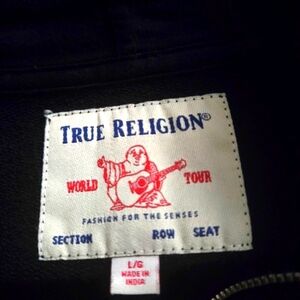 TRUE RELIGION®
WORLD TOUR
FASHION FOR THE SENSES
SECTION ROW SEAT
L/G
MADE IN
INDIA